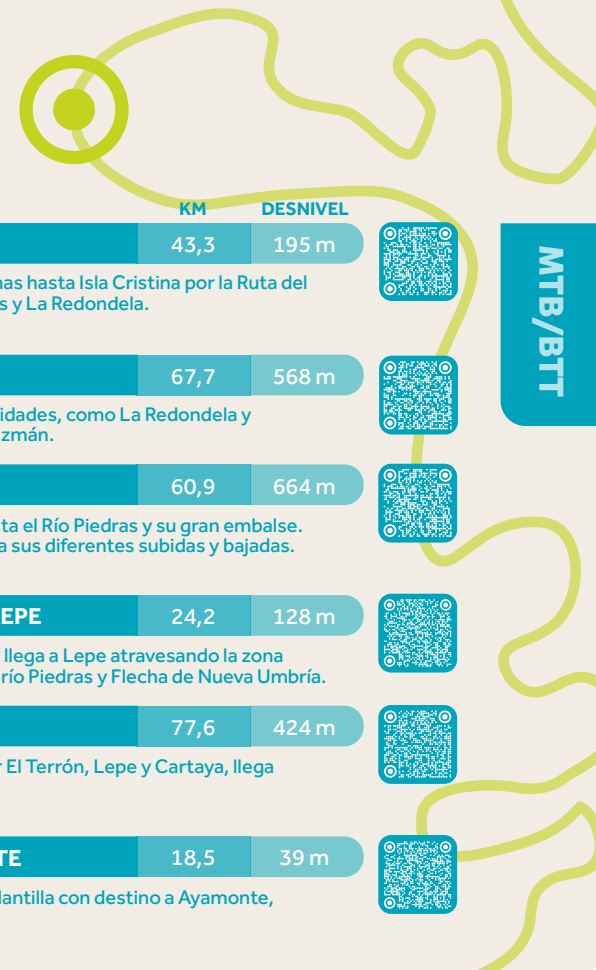 KM DESNIVEL
43,3 195 m
nas hasta Isla Cristina por la Ruta del
s y La Redondela.
MTB/BTT
67,7 568 m
idades, como La Redondela y
zmán.
60,9 664 m
ta el Río Piedras y su gran embalse.
a sus diferentes subidas y bajadas.
EPE 24,2 128 m
llega a Lepe atravesando la zona
río Piedras y Flecha de Nueva Umbría.
77,6 424 m
El Terrón, Lepe y Cartaya, llega
TE 18,5 39 m
lantilla con destino a Ayamonte,